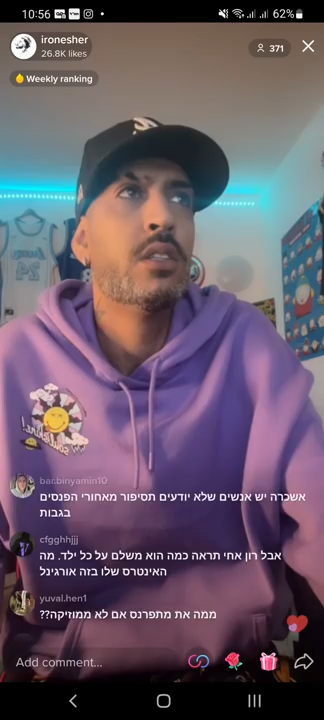 10:56
62%
ironesher
26.8K likes
371
Weekly ranking
24
bar.binyamin10
אשכרה יש אנשים שלא יודעים תסיפור מאחורי הפנסים
בגבות
cfgghhjjj
אבל רון אחי תראה כמה הוא משלם על כל ילד. מה
האינטרס שלו בזה אורגינל
yuval.hen1
ממה את מתפרנס אם לא ממוזיקה??
Add comment...